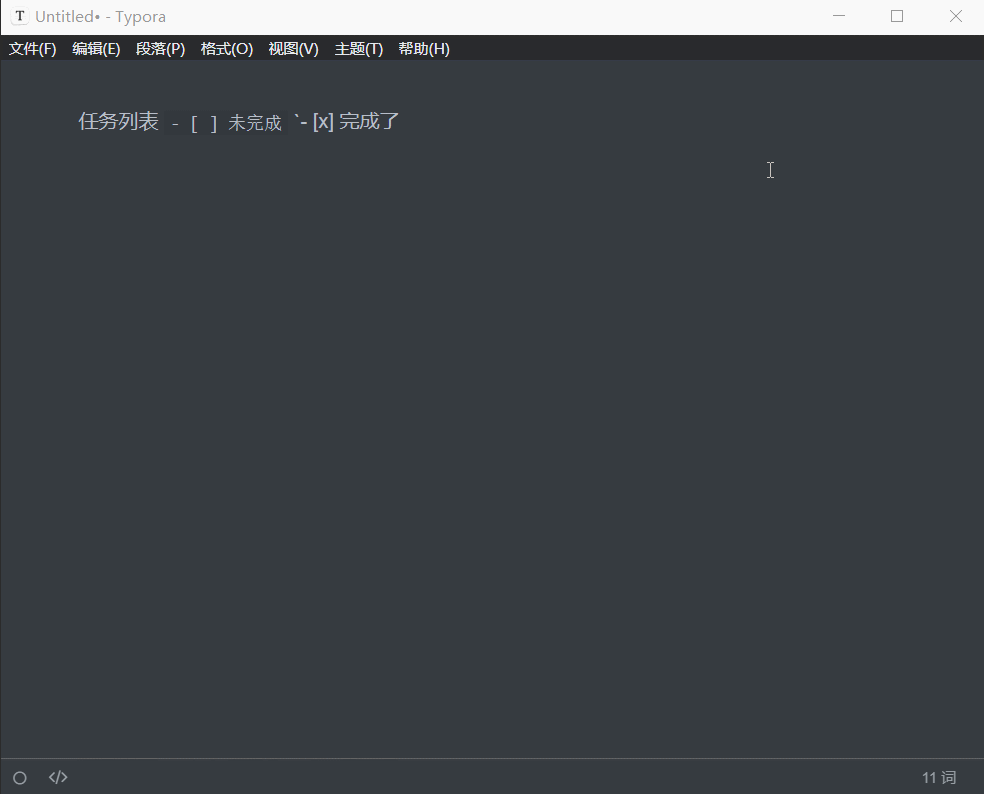 T Untitled• - Typora
文件(F) 编辑(E) 段落(P) 格式(O) 视图(V) 主题(T) 帮助(H)
任务列表 - [ ] 未完成 `- [x] 完成了
</> 11 词